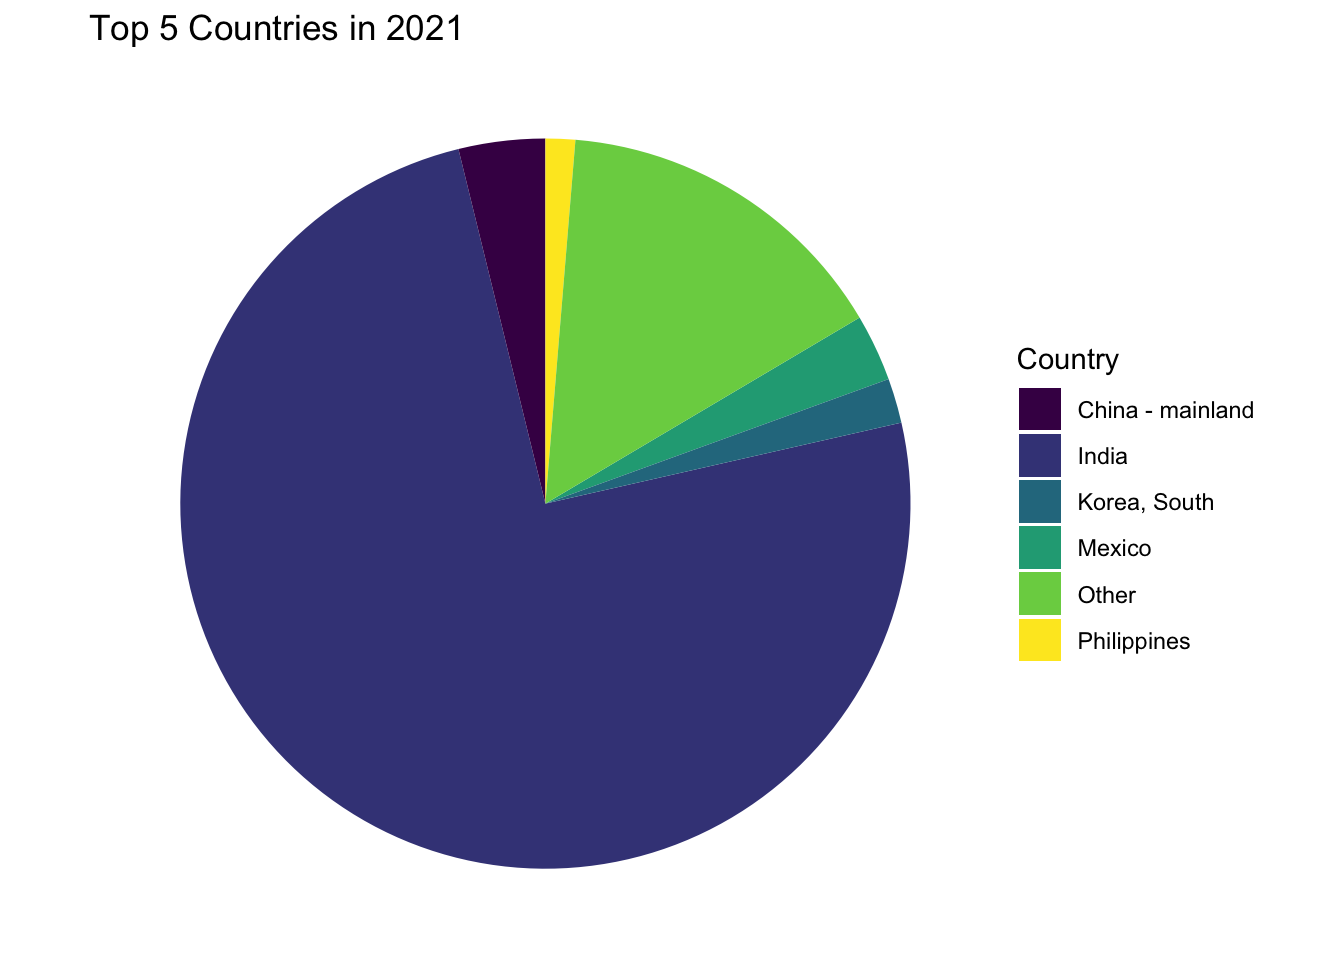 Top 5 Countries in 2021
Country
China - mainland
India
Korea, South
Mexico
Other
Philippines